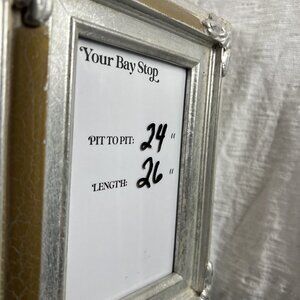 Your Bay Stop
PIT TO PIT: 24 "
LENGTH: 26 "